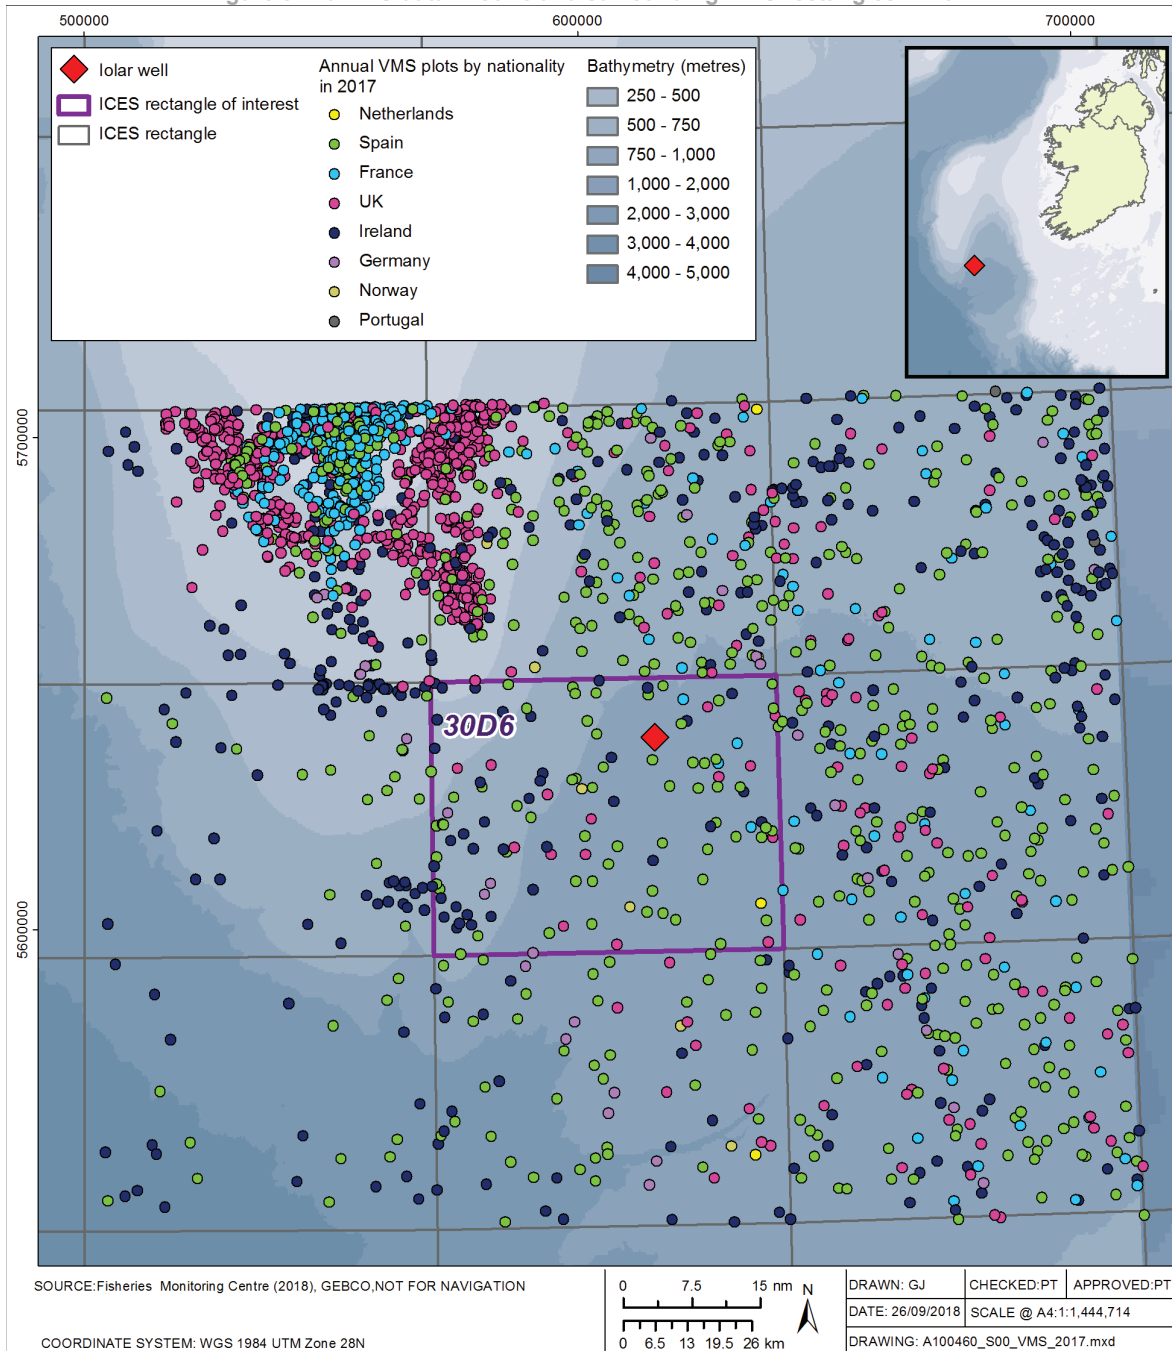 500000
600000
700000
Iolar well
ICES rectangle of interest
ICES rectangle
Annual VMS plots by nationality
in 2017
Netherlands
Spain
France
UK
Ireland
Germany
Norway
Portugal
Bathymetry (metres)
250 - 500
500 - 750
750 - 1,000
1,000 - 2,000
2,000 - 3,000
3,000 - 4,000
4,000 - 5,000
5700000
30D6
5600000
SOURCE:Fisheries Monitoring Centre (2018), GEBCO,NOT FOR NAVIGATION
COORDINATE SYSTEM: WGS 1984 UTM Zone 28N
0 7.5 15 nm
0 6.5 13 19.5 26 km
N
DRAWN: GJ CHECKED:PT APPROVED:PT
DATE: 26/09/2018 SCALE @ A4:1:1,444,714
DRAWING: A100460_S00_VMS_2017.mxd